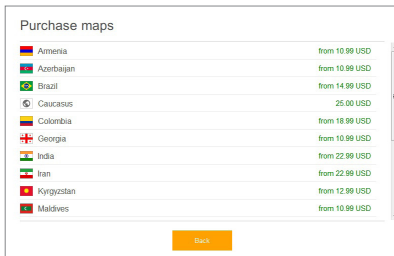 Purchase maps
Armenia from 10.99 USD
Azerbaijan from 10.99 USD
Brazil from 14.99 USD
Caucasus 25.00 USD
Colombia from 18.99 USD
Georgia from 10.99 USD
India from 22.99 USD
Iran from 22.99 USD
Kyrgyzstan from 12.99 USD
Maldives from 10.99 USD
Back